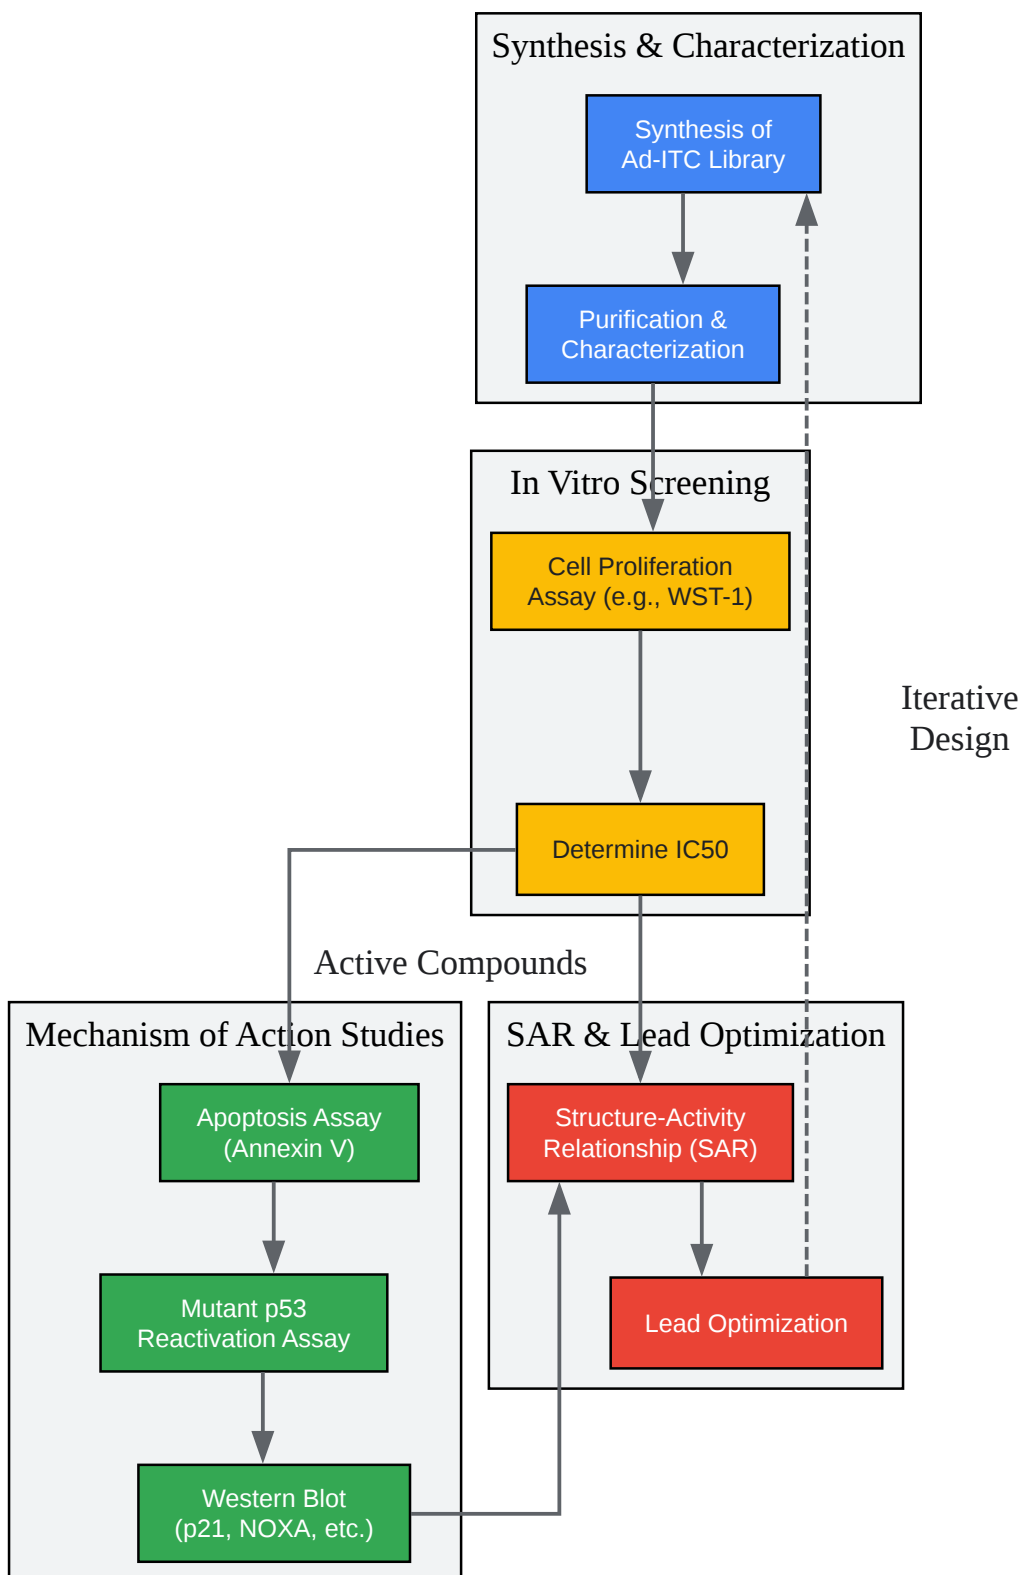 Synthesis & Characterization
Synthesis of
Ad-ITC Library
Purification &
Characterization
In Vitro Screening
Cell Proliferation
Assay (e.g., WST-1)
Iterative
Design
Determine IC50
Active Compounds
Mechanism of Action Studies
Apoptosis Assay
(Annexin V)
Mutant p53
Reactivation Assay
Western Blot
(p21, NOXA, etc.)
SAR & Lead Optimization
Structure-Activity
Relationship (SAR)
Lead Optimization